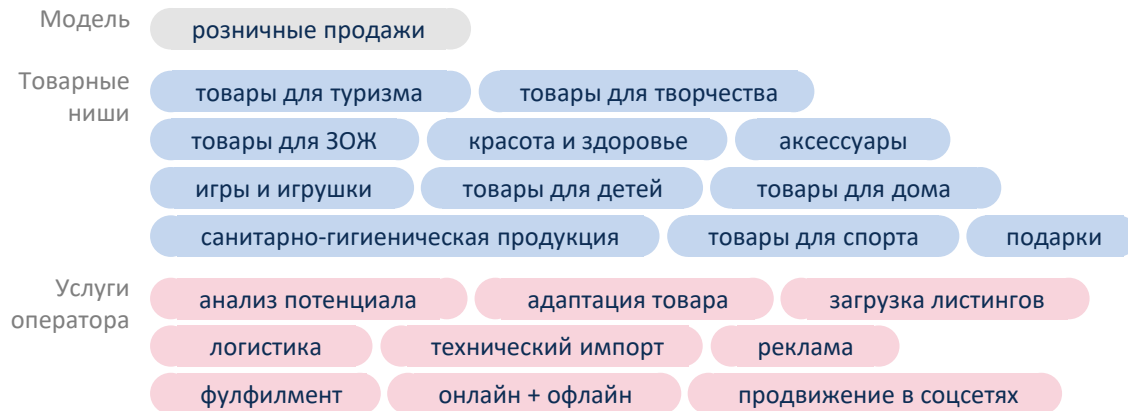 Модель
розничные продажи
Товарные
ниши
товары для туризма товары для творчества
товары для ЗОЖ красота и здоровье аксессуары
игры и игрушки товары для детей товары для дома
санитарно-гигиеническая продукция товары для спорта подарки
Услуги
оператора
анализ потенциала адаптация товара загрузка листингов
логистика технический импорт реклама
фулфилмент онлайн + офлайн продвижение в соцсетях